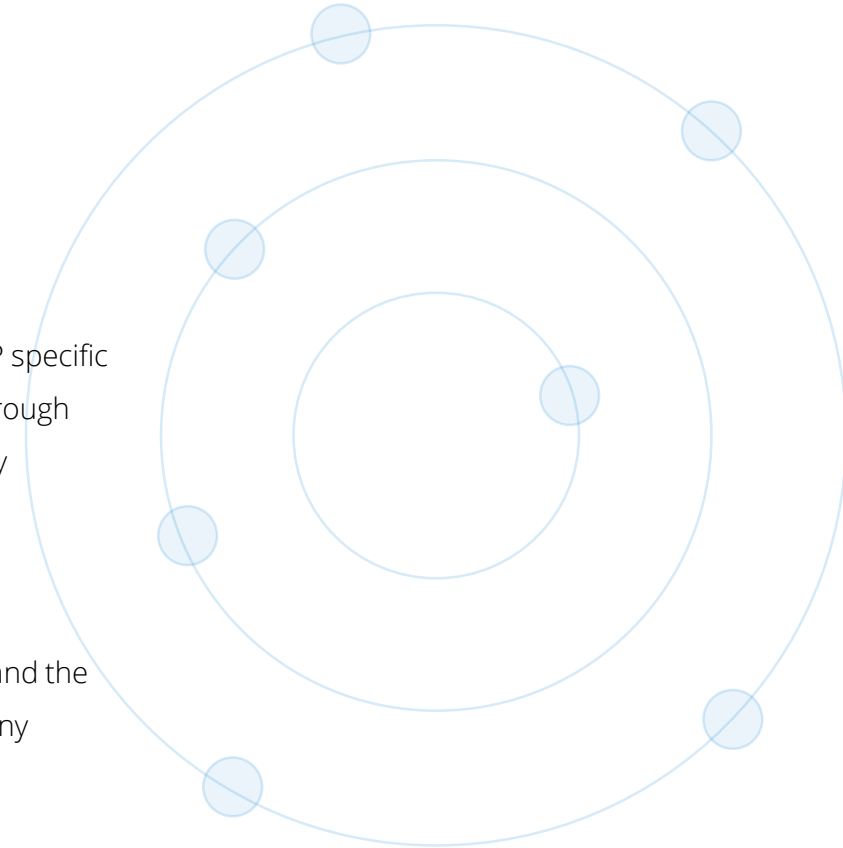 specific
rough
y
nd the
ny